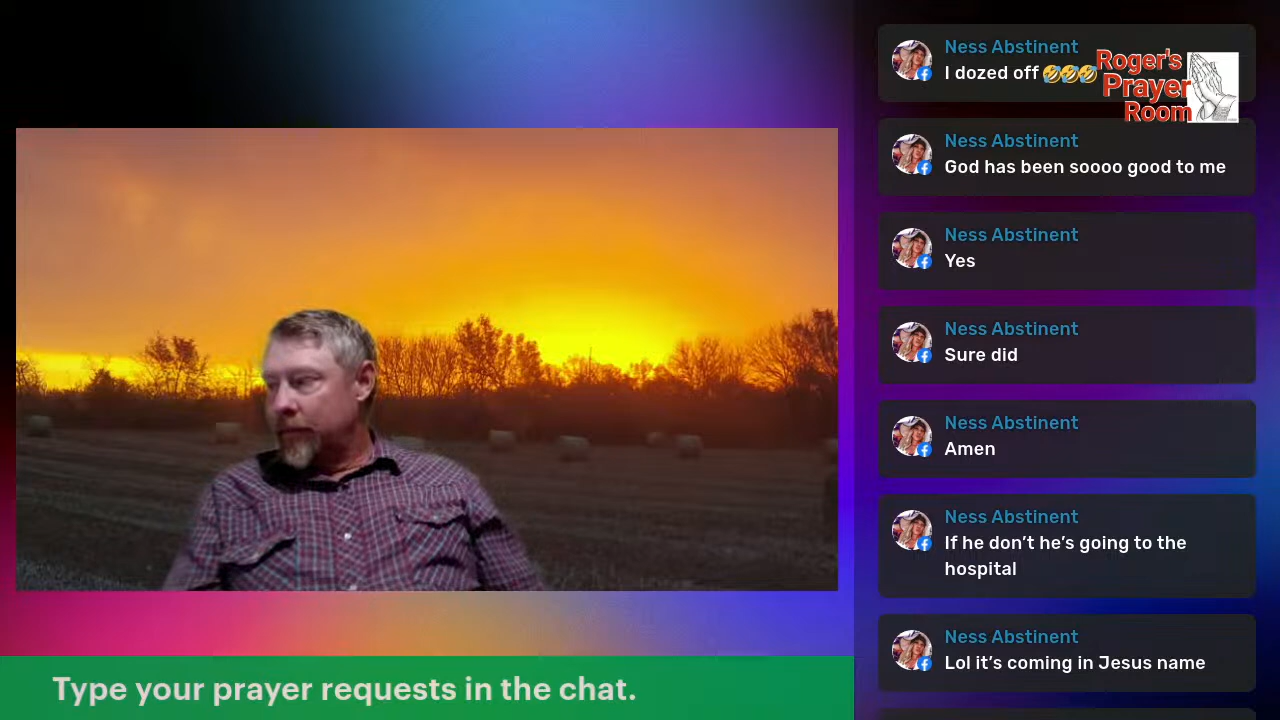 Ness Abstinent
I dozed off 🤣🤣🤣
Roger's
Prayer
Room
Ness Abstinent
God has been soooo good to me
Ness Abstinent
Yes
Ness Abstinent
Sure did
Ness Abstinent
Amen
Ness Abstinent
If he don’t he’s going to the
hospital
Ness Abstinent
Lol it’s coming in Jesus name
Type your prayer requests in the chat.